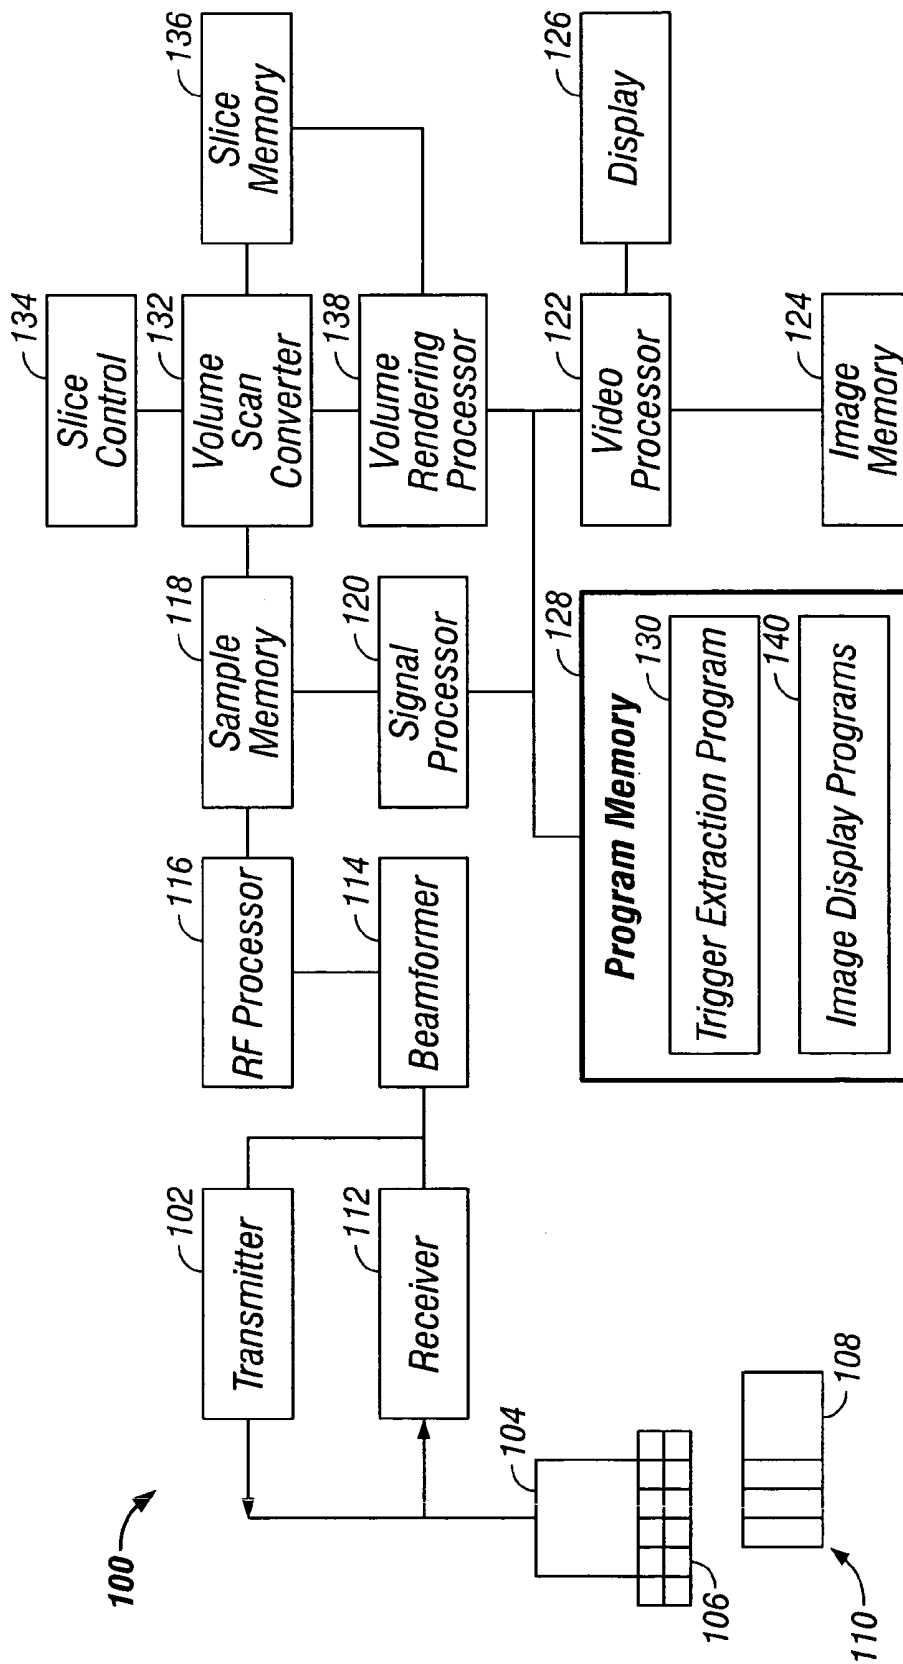 100
Transmitter
102
Receiver
112
104
106
108
110
RF Processor
116
Beamformer
114
Sample
Memory
118
Signal
Processor
120
Slice
Control
134
Volume
Scan
Converter
132
Slice
Memory
136
Volume
Rendering
Processor
138
Video
Processor
122
Display
126
Image
Memory
124
Program Memory
128
Trigger Extraction Program
130
Image Display Programs
140